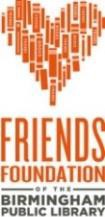 FRIENDS
FOUNDATION
OF THE
BIRMINGHAM
PUBLIC LIBRARY